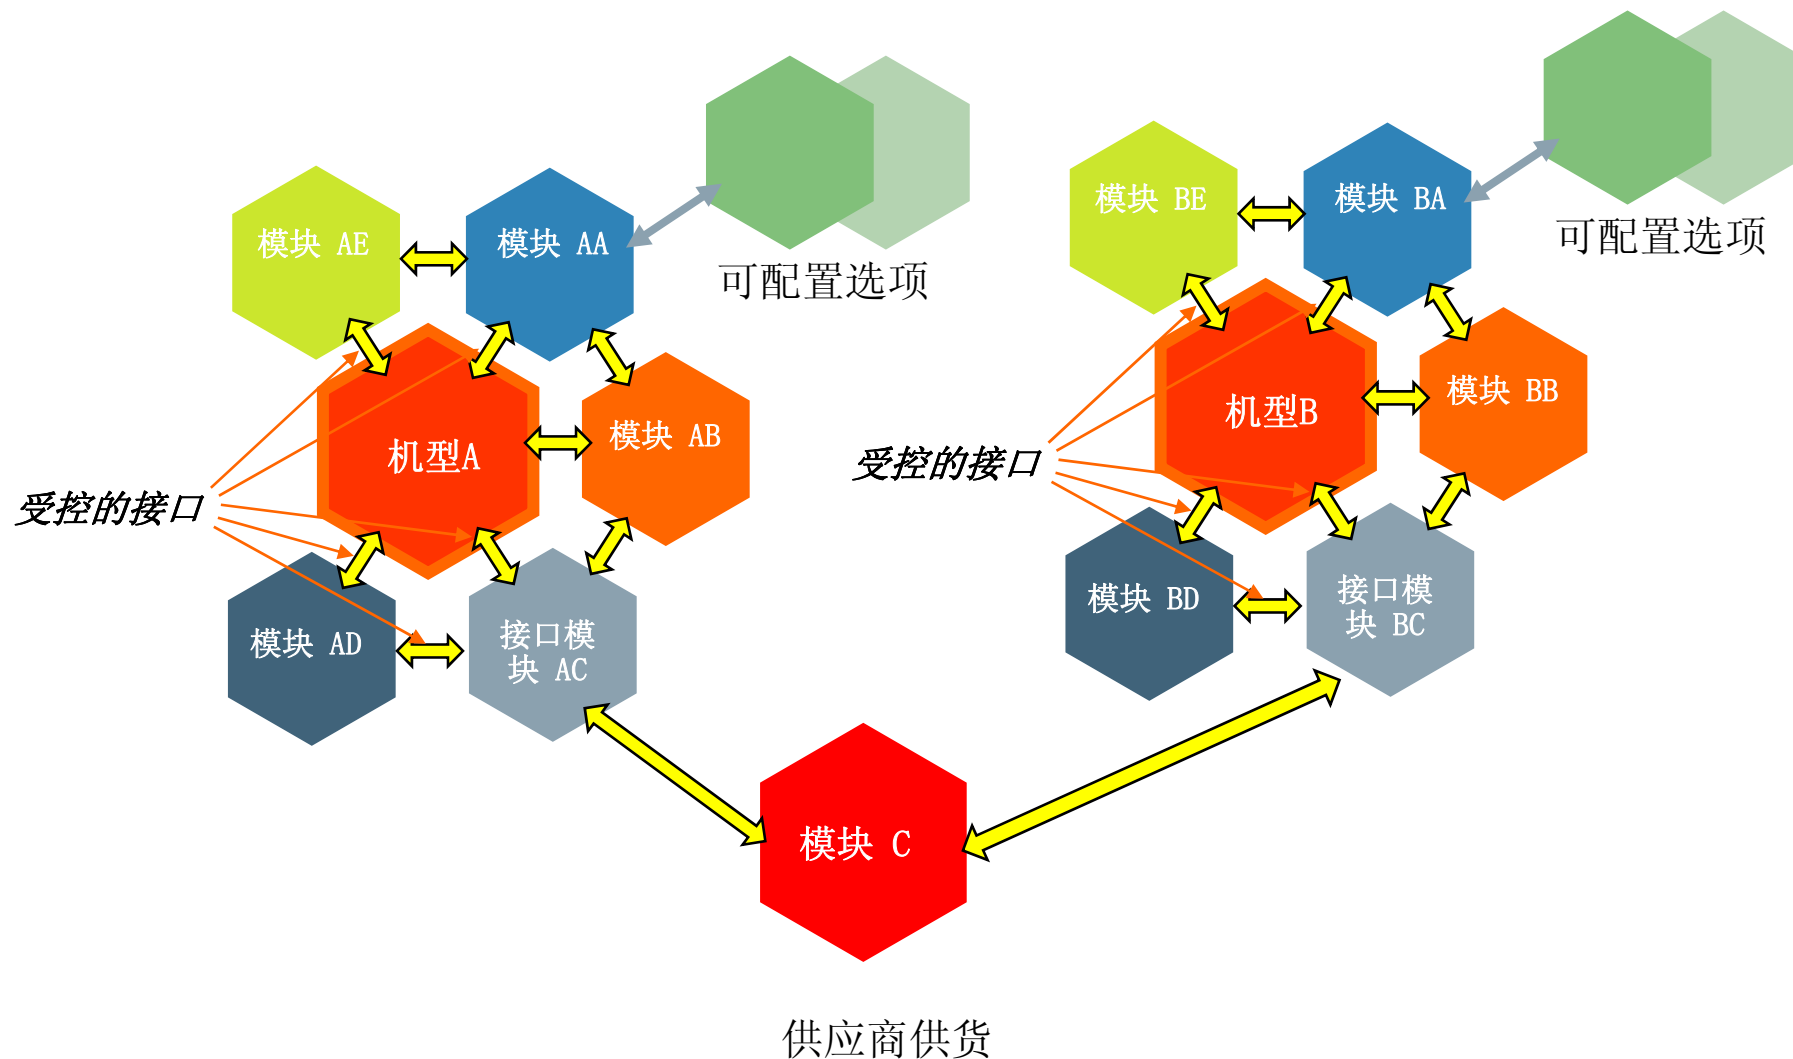 模块 AE
模块 AA
可配置选项
机型A
模块 AB
受控的接口
模块 AD
接口模
块 AC
模块 BE
模块 BA
可配置选项
机型B
模块 BB
受控的接口
模块 BD
接口模
块 BC
模块 C
供应商供货